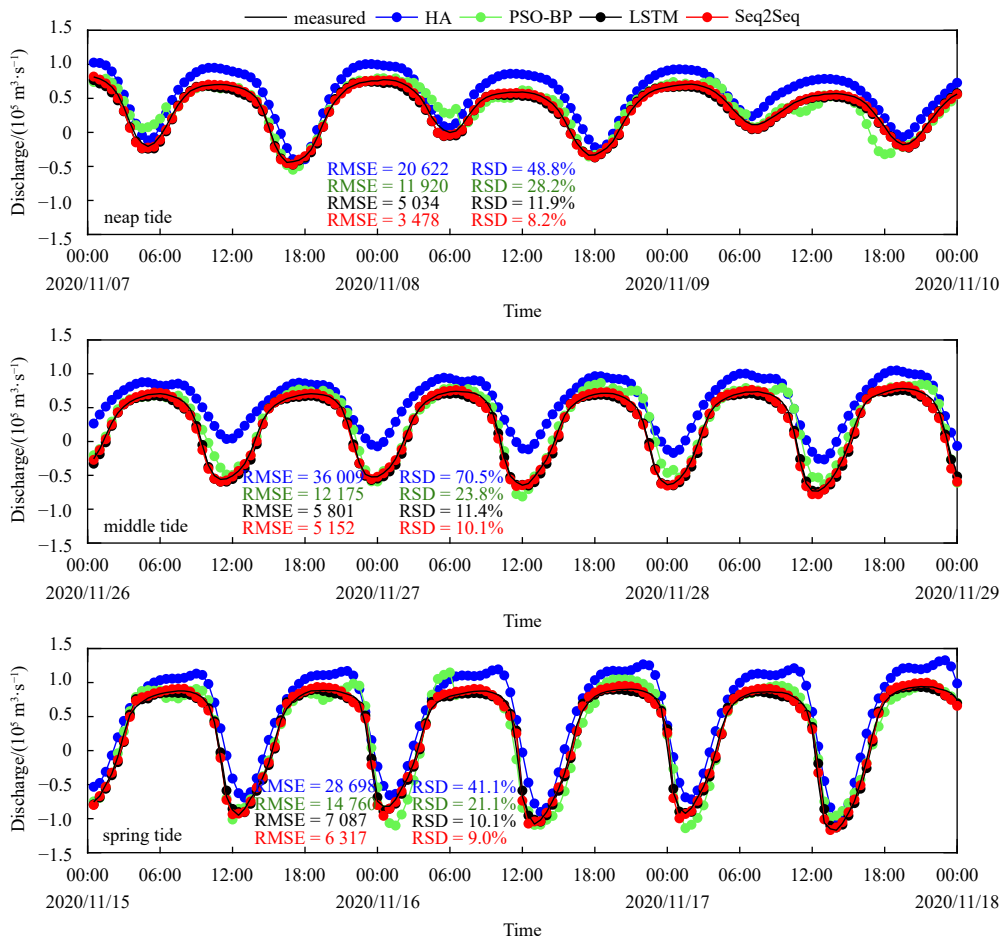 measured HA PSO-BP LSTM Seq2Seq
1.5
1.0
0.5
0
−0.5
−1.0
−1.5
Discharge/(10⁵ m³·s⁻¹)
RMSE = 20 622 RSD = 48.8%
RMSE = 11 920 RSD = 28.2%
RMSE = 5 034 RSD = 11.9%
RMSE = 3 478 RSD = 8.2%
neap tide
00:00 06:00 12:00 18:00 00:00 06:00 12:00 18:00 00:00 06:00 12:00 18:00 00:00
2020/11/07 2020/11/08 2020/11/09 2020/11/10
Time
1.5
1.0
0.5
0
−0.5
−1.0
−1.5
Discharge/(10⁵ m³·s⁻¹)
RMSE = 36 009 RSD = 70.5%
RMSE = 12 175 RSD = 23.8%
RMSE = 5 801 RSD = 11.4%
RMSE = 5 152 RSD = 10.1%
middle tide
00:00 06:00 12:00 18:00 00:00 06:00 12:00 18:00 00:00 06:00 12:00 18:00 00:00
2020/11/26 2020/11/27 2020/11/28 2020/11/29
Time
1.5
1.0
0.5
0
−0.5
−1.0
−1.5
Discharge/(10⁵ m³·s⁻¹)
RMSE = 28 698 RSD = 41.1%
RMSE = 14 760 RSD = 21.1%
RMSE = 7 087 RSD = 10.1%
RMSE = 6 317 RSD = 9.0%
spring tide
00:00 06:00 12:00 18:00 00:00 06:00 12:00 18:00 00:00 06:00 12:00 18:00 00:00
2020/11/15 2020/11/16 2020/11/17 2020/11/18
Time